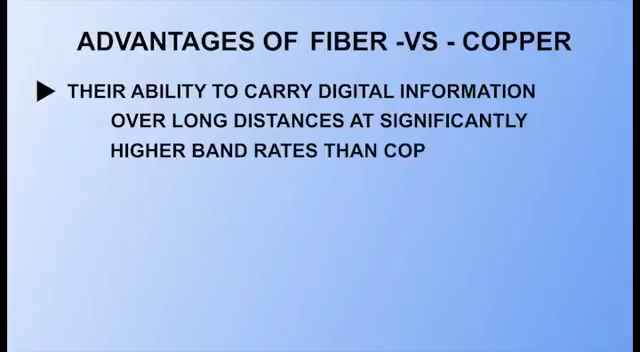 ADVANTAGES OF FIBER -VS - COPPER
▶ THEIR ABILITY TO CARRY DIGITAL INFORMATION
OVER LONG DISTANCES AT SIGNIFICANTLY
HIGHER BAND RATES THAN COP